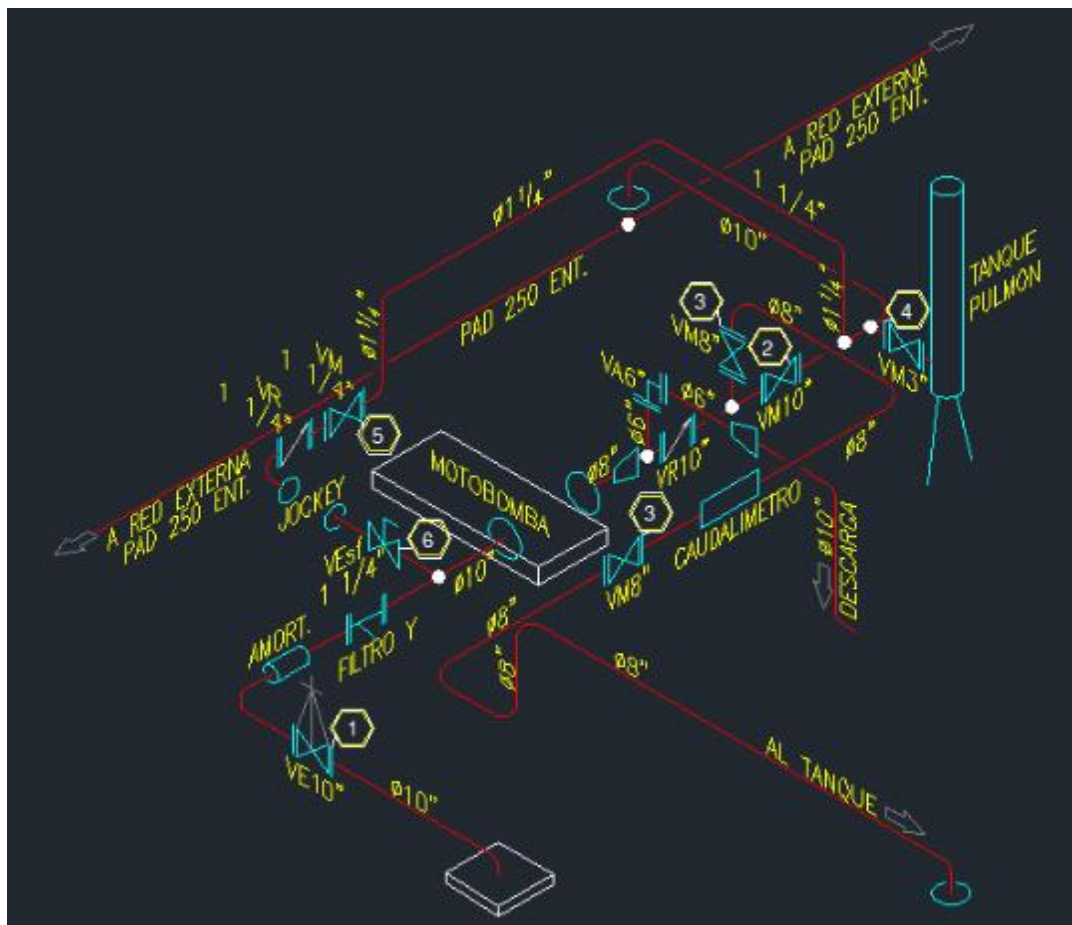 A RED EXTERNA
PAD 250 ENT.
1 1/4"
Ø1 1/4"
Ø10"
TANQUE
PULMON
PAD 250 ENT.
Ø1 1/4"
Ø1 1/4"
3
Ø8"
4
VM8"
2
VM3"
VM10"
VA6"
Ø6"
Ø6"
1 1/4"
VM
1 1/4"
VR
5
MOTOBOMBA
Ø8"
VR10"
Ø8"
A RED EXTERNA
PAD 250 ENT.
JOCKEY
3
CAUDALIMETRO
VEsf
1 1/4"
6
Ø10"
VM8"
Ø10"
DESCARGA
AMORT.
FILTRO Y
Ø8"
Ø8"
Ø8"
1
VE10"
Ø10"
AL TANQUE